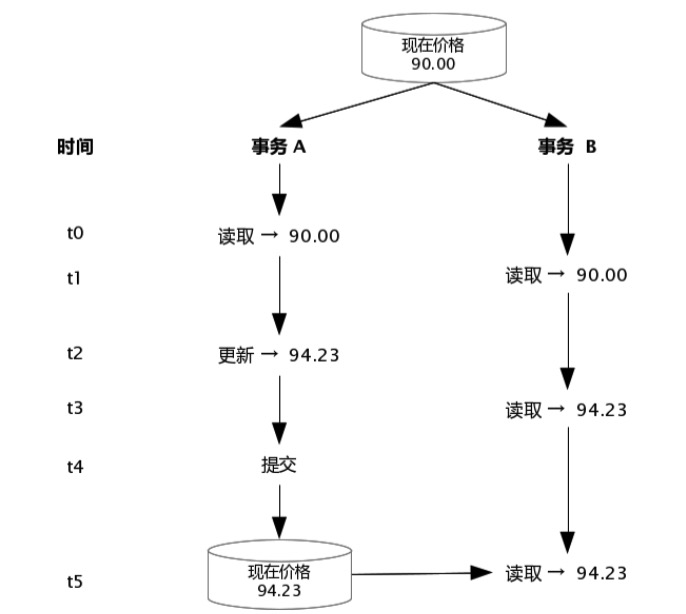 现在价格
90.00
时间 事务 A 事务 B
t0 读取 → 90.00
t1 读取 → 90.00
t2 更新 → 94.23
t3 读取 → 94.23
t4 提交
现在价格
94.23
t5 读取 → 94.23